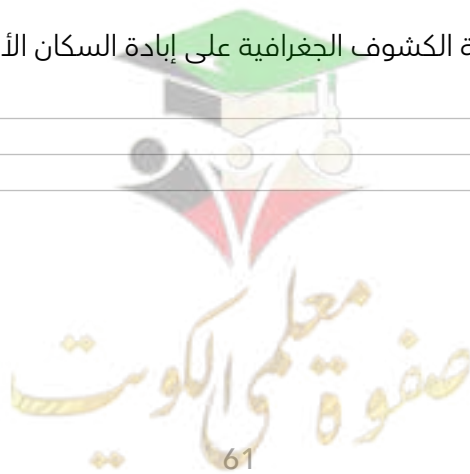 ة الكشوف الجغرافية على إبادة السكان الأ
صفوة معلمي الكويت
61